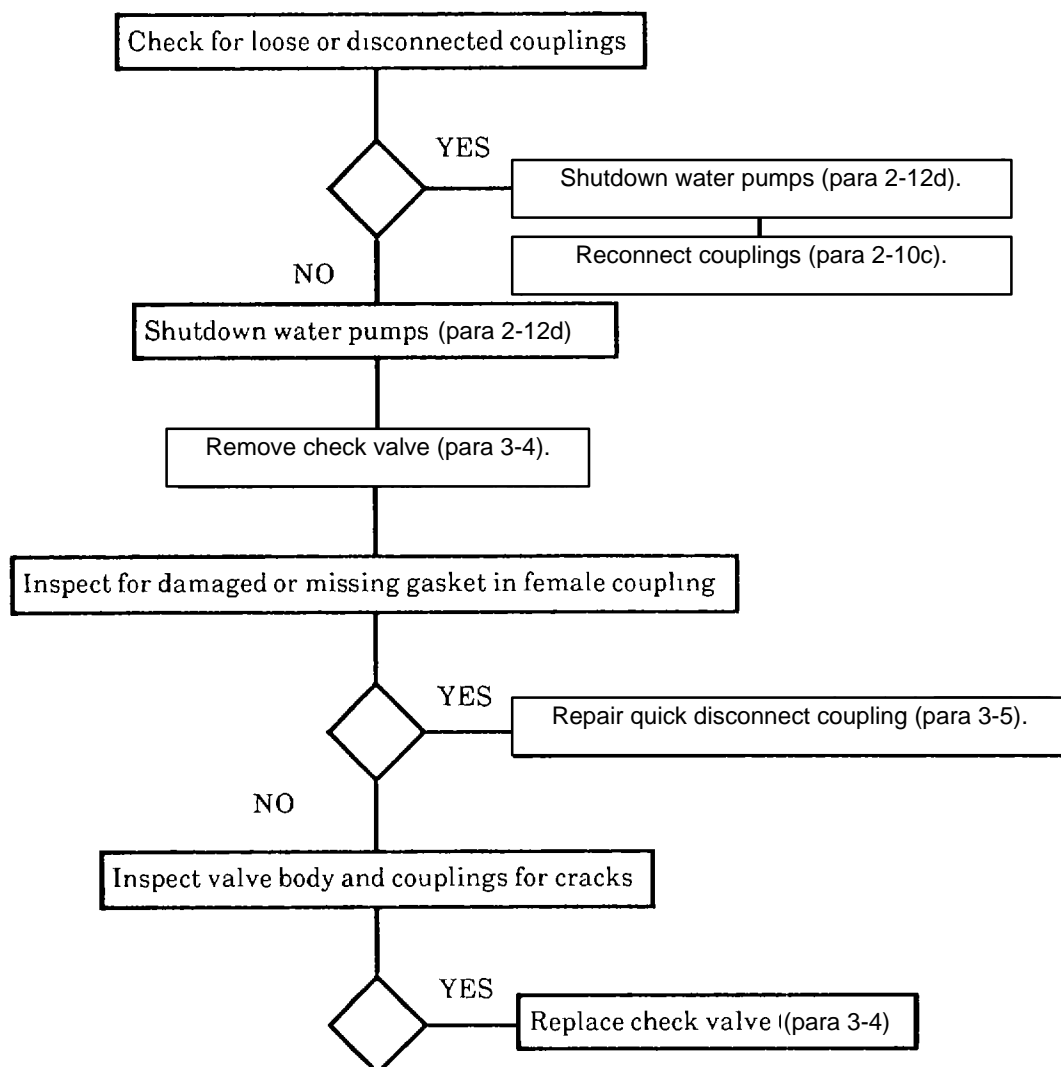 Check for loose or disconnected couplings
YES
Shutdown water pumps (para 2-12d).
Reconnect couplings (para 2-10c).
NO
Shutdown water pumps (para 2-12d)
Remove check valve (para 3-4).
Inspect for damaged or missing gasket in female coupling
YES
Repair quick disconnect coupling (para 3-5).
NO
Inspect valve body and couplings for cracks
YES
Replace check valve ((para 3-4)